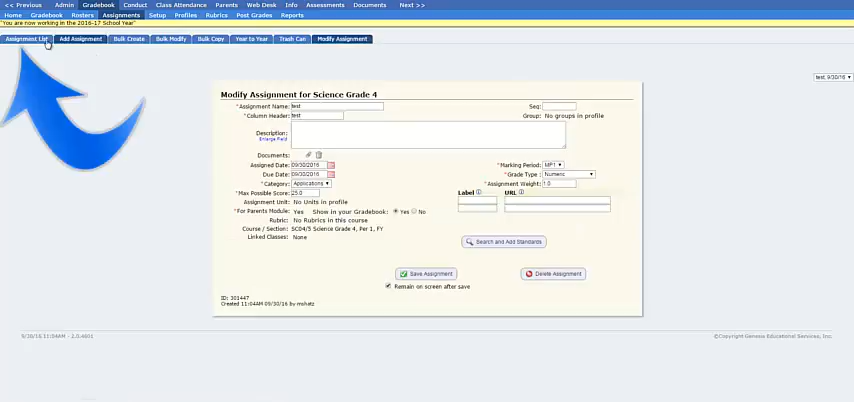 << Previous Admin Gradebook Conduct Class Attendance Parents Web Desk Info Assessments Documents Next >>
Home Gradebook Rosters Assignments Setup Profiles Rubrics Post Grades Reports
"You are now working in the 2016-17 School Year"
Assignment List Add Assignment Bulk Create Bulk Modify Bulk Copy Year to Year Trash Can Modify Assignment
test, 9/30/16
Modify Assignment for Science Grade 4
*Assignment Name: test Seq:
*Column Header: test Group: No groups in profile
Description:
Enlarge Field
Documents:
Assigned Date: 09/30/2016 *Marking Period: MP1
Due Date: 09/30/2016 *Grade Type: Numeric
*Category: Applications *Assignment Weight: 1.0
*Max Possible Score: 25.0 Label URL
Assignment Unit: No Units in profile
*For Parents Module: Yes Show in your Gradebook: Yes No
Rubric: No Rubrics in this course
Course / Section: SC04/5 Science Grade 4, Per 1, FY
Linked Classes: None
Search and Add Standards
Save Assignment Delete Assignment
Remain on screen after save
ID: 301447
Created 11:04AM 09/30/16 by mshatz
9/30/16 11:04AM - 2.0.4601 ©Copyright Genesis Educational Services, Inc.